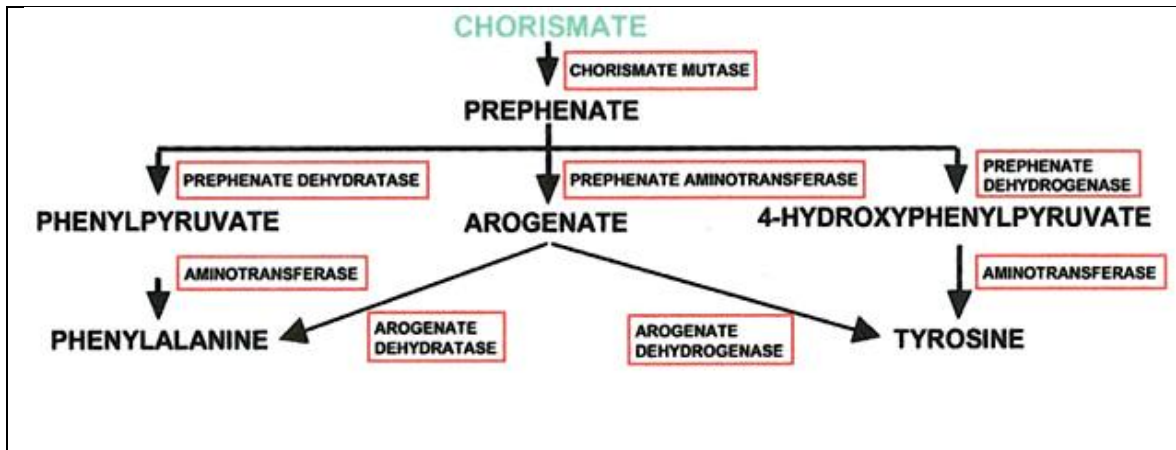 CHORISMATE
CHORISMATE MUTASE
PREPHENATE
PREPHENATE DEHYDRATASE
PREPHENATE AMINOTRANSFERASE
PREPHENATE
DEHYDROGENASE
PHENYLPYRUVATE
AROGENATE
4-HYDROXYPHENYLPYRUVATE
AMINOTRANSFERASE
AMINOTRANSFERASE
PHENYLALANINE
AROGENATE
DEHYDRATASE
AROGENATE
DEHYDROGENASE
TYROSINE